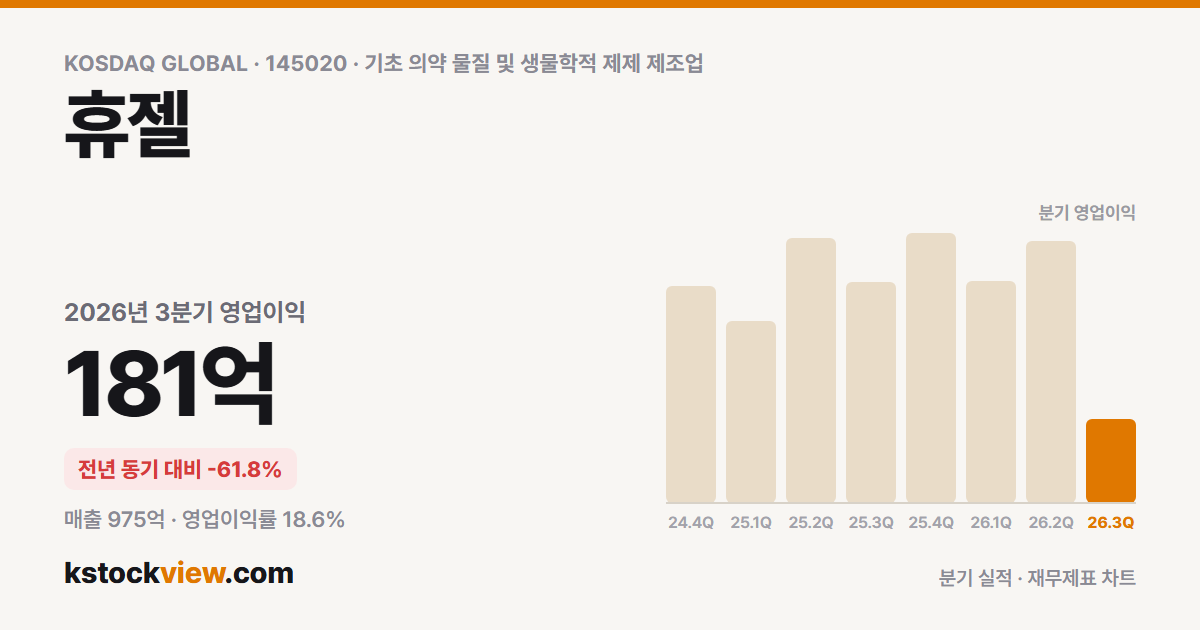 KOSDAQ GLOBAL · 145020 · 기초 의약 물질 및 생물학적 제제 제조업
휴젤
분기 영업이익
2026년 3분기 영업이익
181억
전년 동기 대비 -61.8%
매출 975억 · 영업이익률 18.6%
24.4Q 25.1Q 25.2Q 25.3Q 25.4Q 26.1Q 26.2Q 26.3Q
kstockview.com
분기 실적 · 재무제표 차트